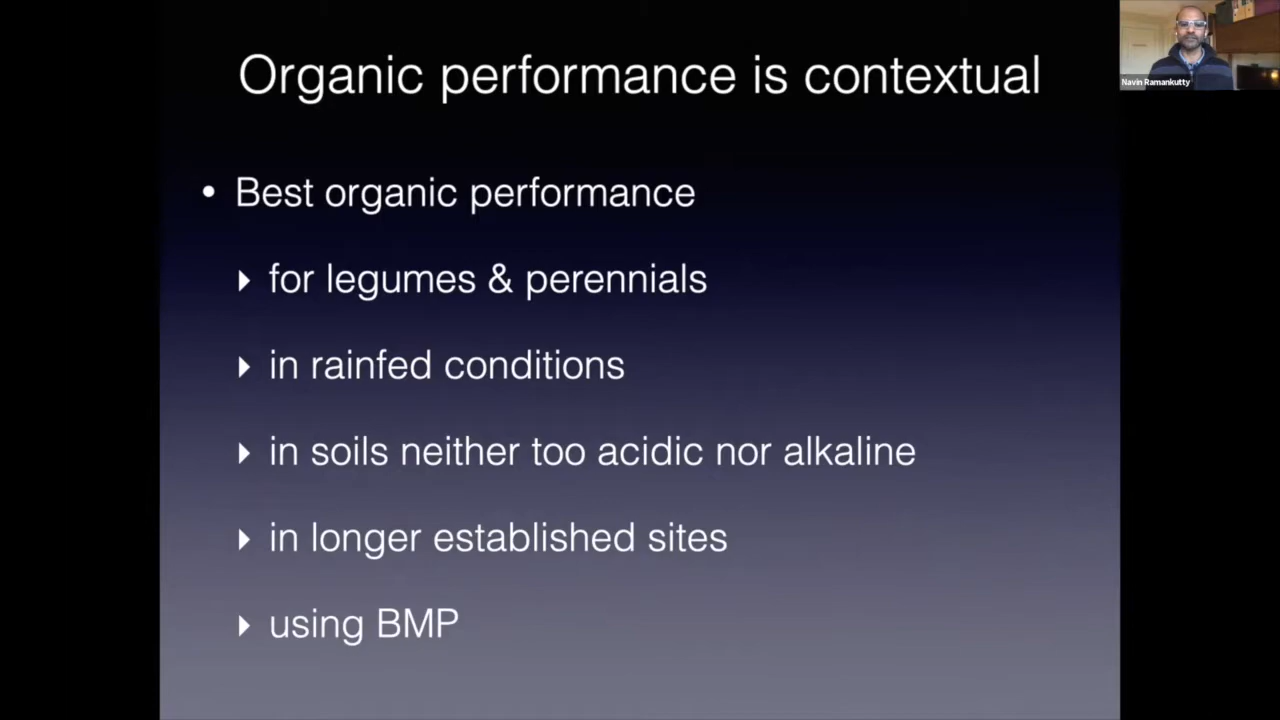 Organic performance is contextual
Navin Ramankutty
• Best organic performance
‣ for legumes & perennials
‣ in rainfed conditions
‣ in soils neither too acidic nor alkaline
‣ in longer established sites
‣ using BMP